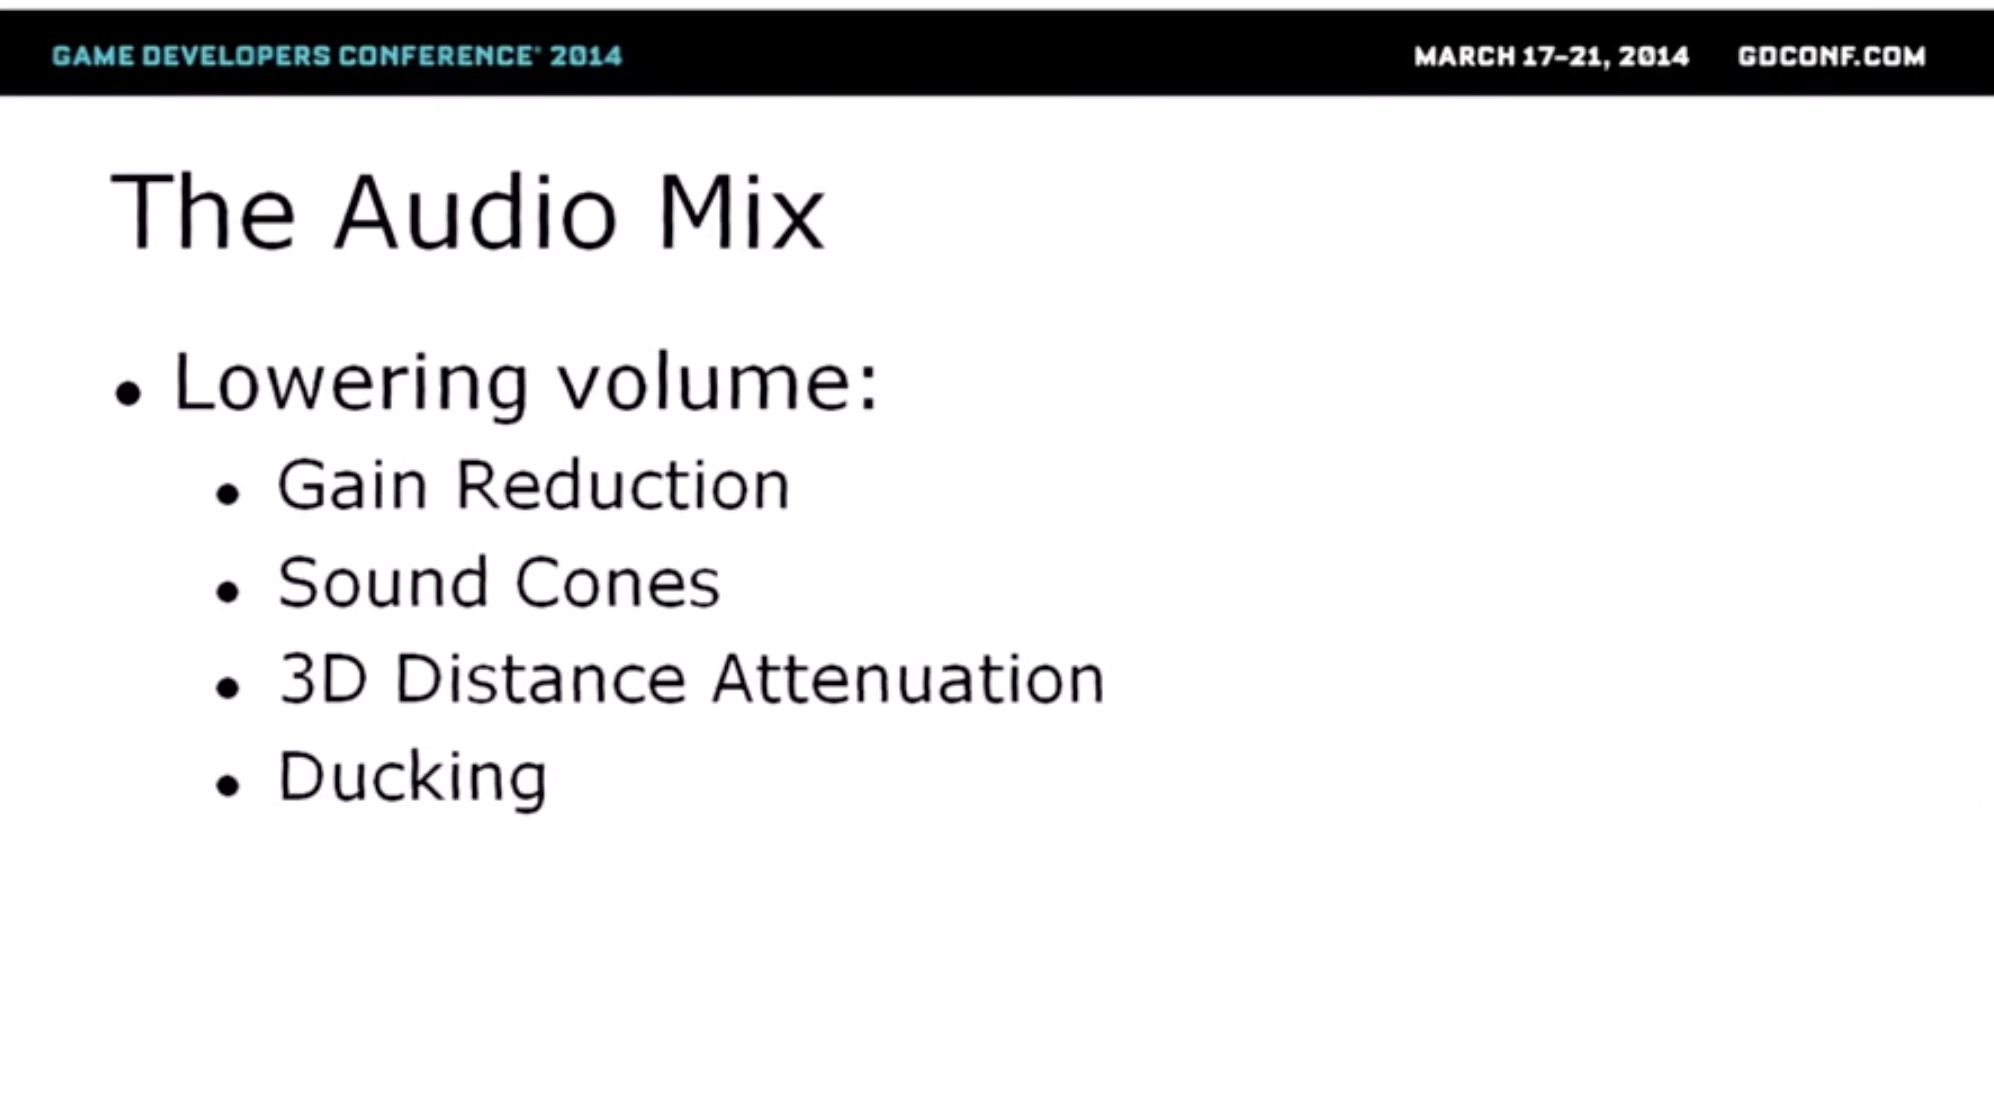 GAME DEVELOPERS CONFERENCE® 2014 MARCH 17–21, 2014 GDCONF.COM
The Audio Mix
• Lowering volume:
• Gain Reduction
• Sound Cones
• 3D Distance Attenuation
• Ducking